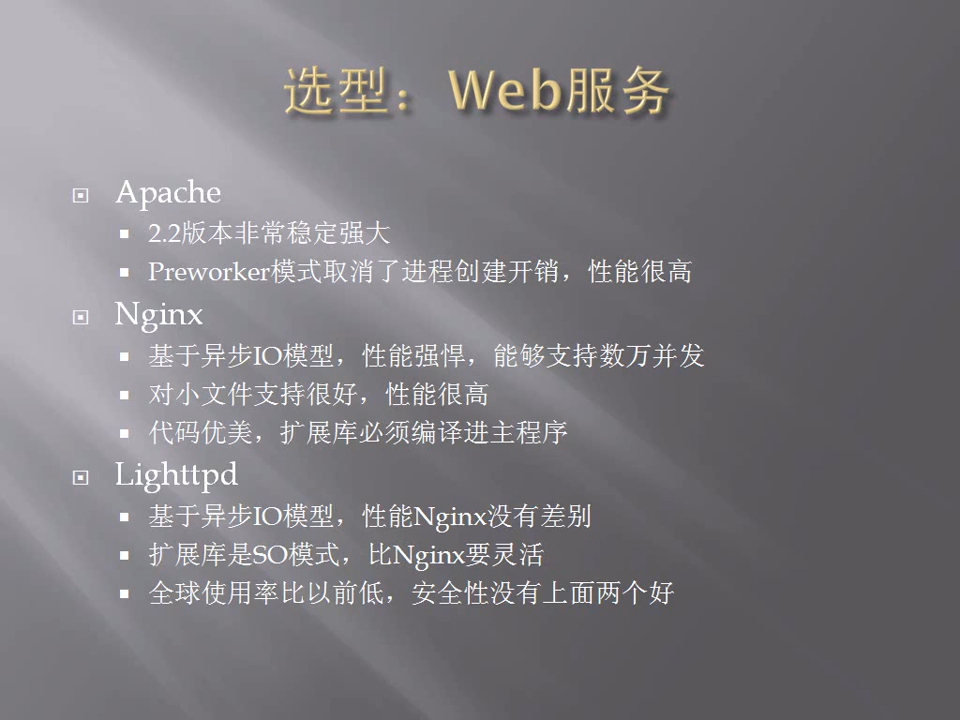 选型：Web服务
Apache
2.2版本非常稳定强大
Preworker模式取消了进程创建开销，性能很高
Nginx
基于异步IO模型，性能强悍，能够支持数万并发
对小文件支持很好，性能很高
代码优美，扩展库必须编译进主程序
Lighttpd
基于异步IO模型，性能Nginx没有差别
扩展库是SO模式，比Nginx要灵活
全球使用率比以前低，安全性没有上面两个好